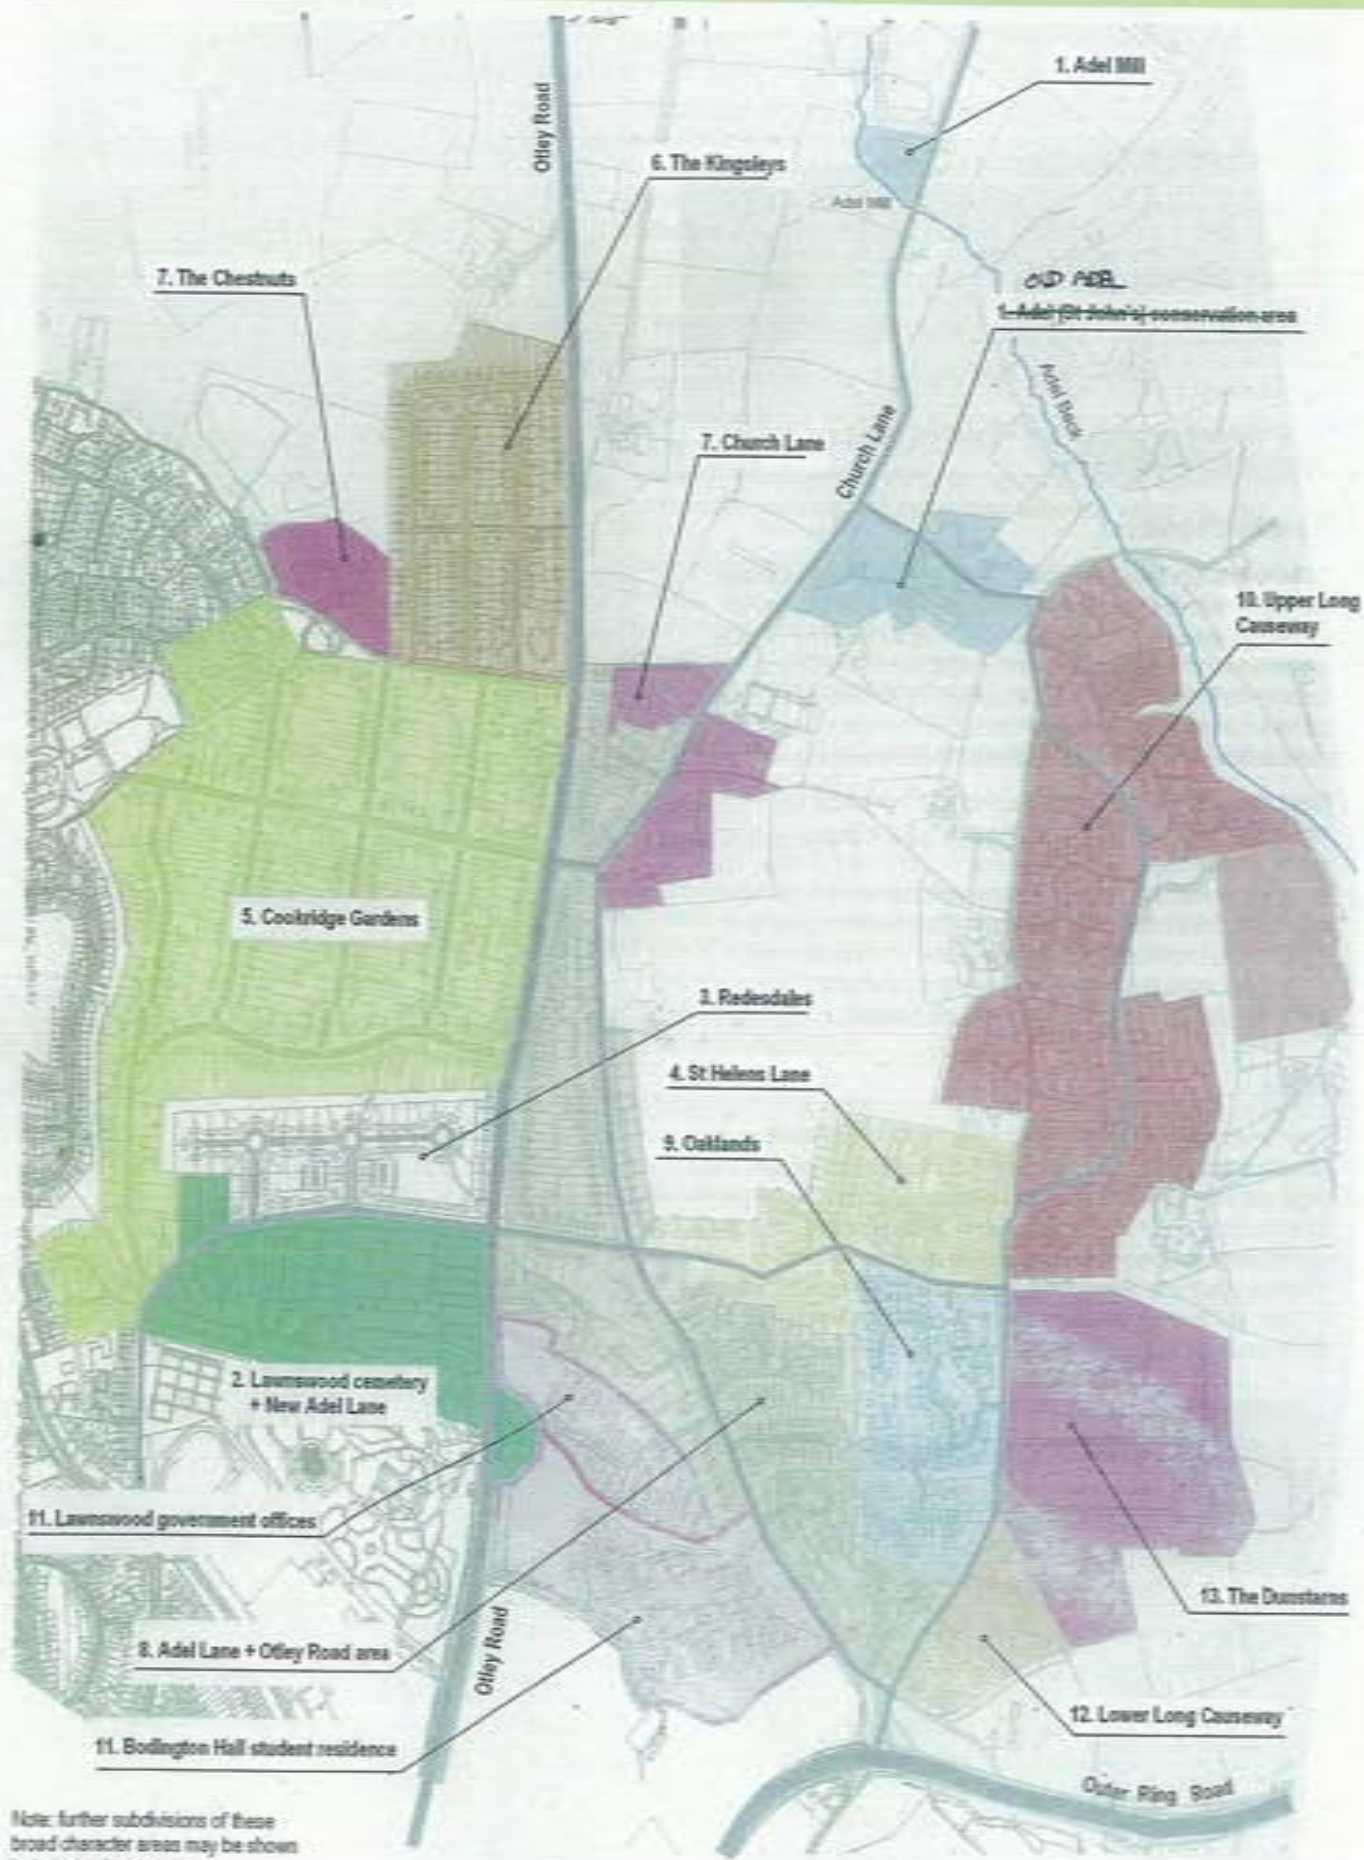 Otley Road
1. Adel Mill
6. The Kingsleys
Adel Mill
7. The Chestnuts
OLD ADEL
1. Adel (St John's) conservation area
Adel Beck
7. Church Lane
Church Lane
10. Upper Long
Causeway
5. Cookridge Gardens
3. Redesdales
4. St Helens Lane
9. Oaklands
2. Lawnswood cemetery
+ New Adel Lane
11. Lawnswood government offices
13. The Dunstarns
8. Adel Lane + Otley Road area
Otley Road
12. Lower Long Causeway
11. Bodington Hall student residence
Outer Ring Road
Note: further subdivisions of these
broad character areas may be shown